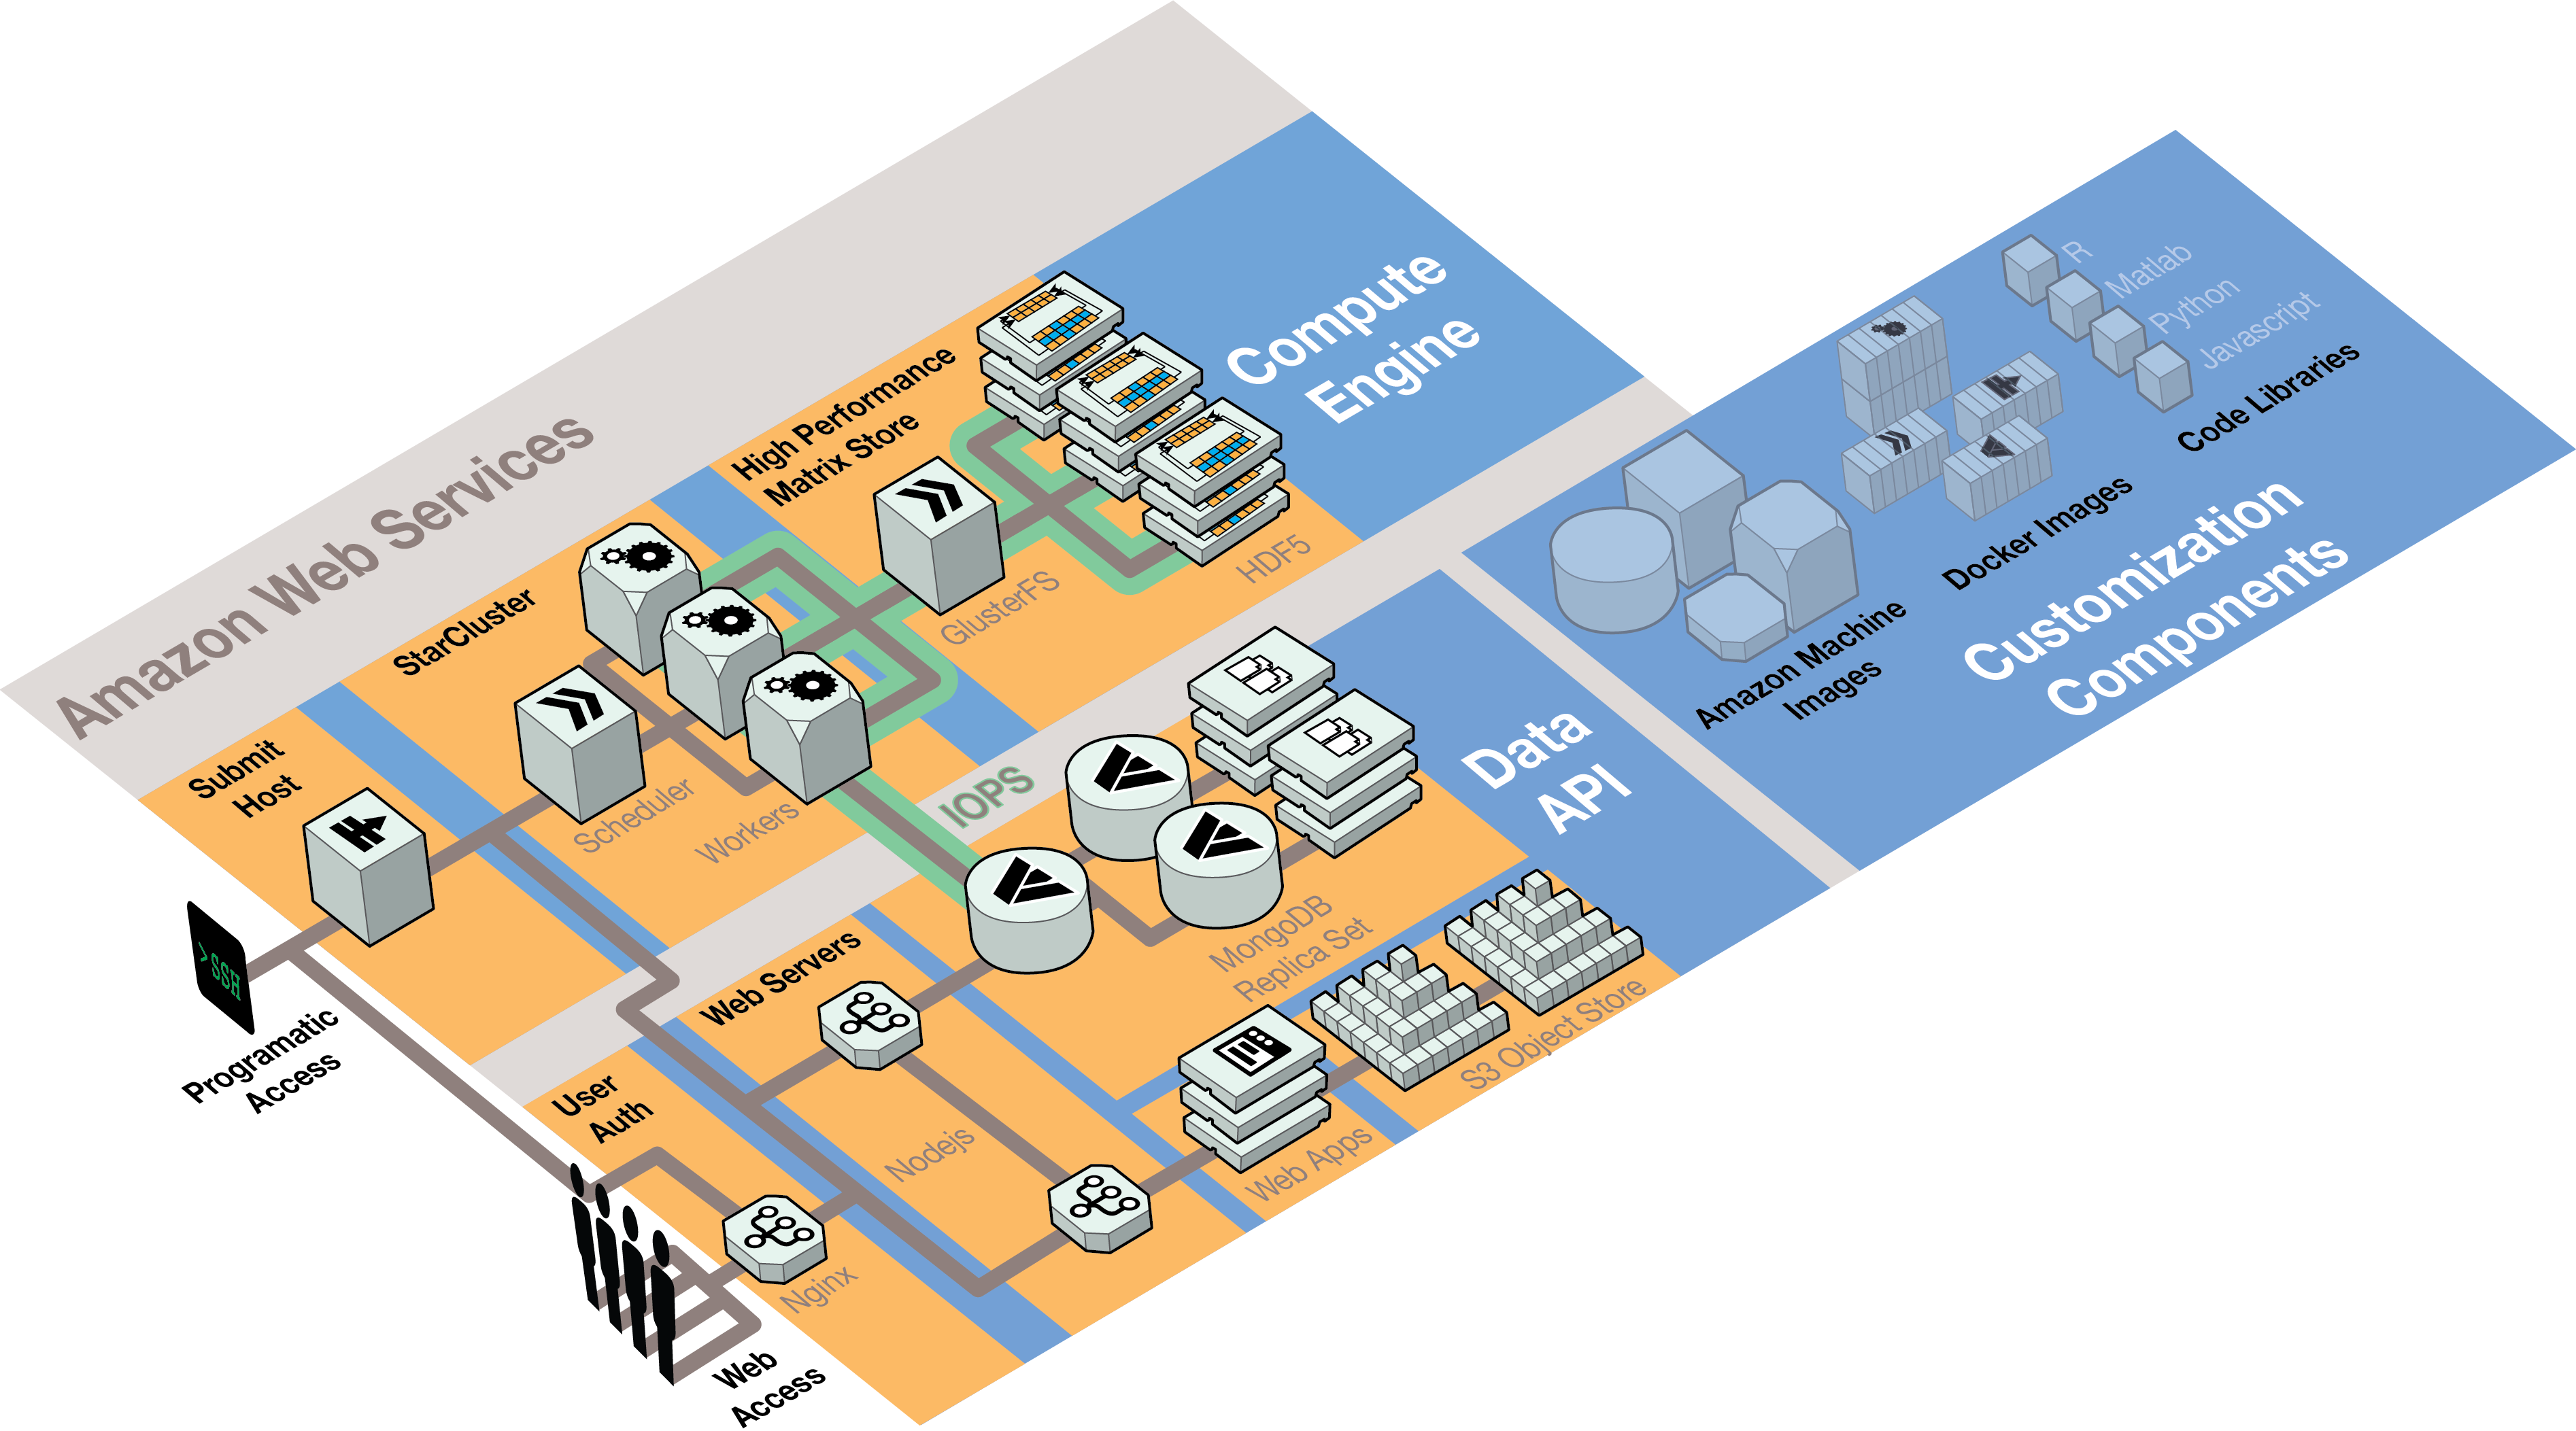 Amazon Web Services
Compute
Engine
High Performance
Matrix Store
GlusterFS
HDF5
StarCluster
Scheduler
Workers
Submit
Host
>SSH
Programatic
Access
IOPS
Data
API
MongoDB
Replica Set
Web Servers
Nodejs
User
Auth
Nginx
Web
Access
Web Apps
S3 Object Store
R
Matlab
Python
Javascript
Code Libraries
Docker Images
Amazon Machine
Images
Customization
Components